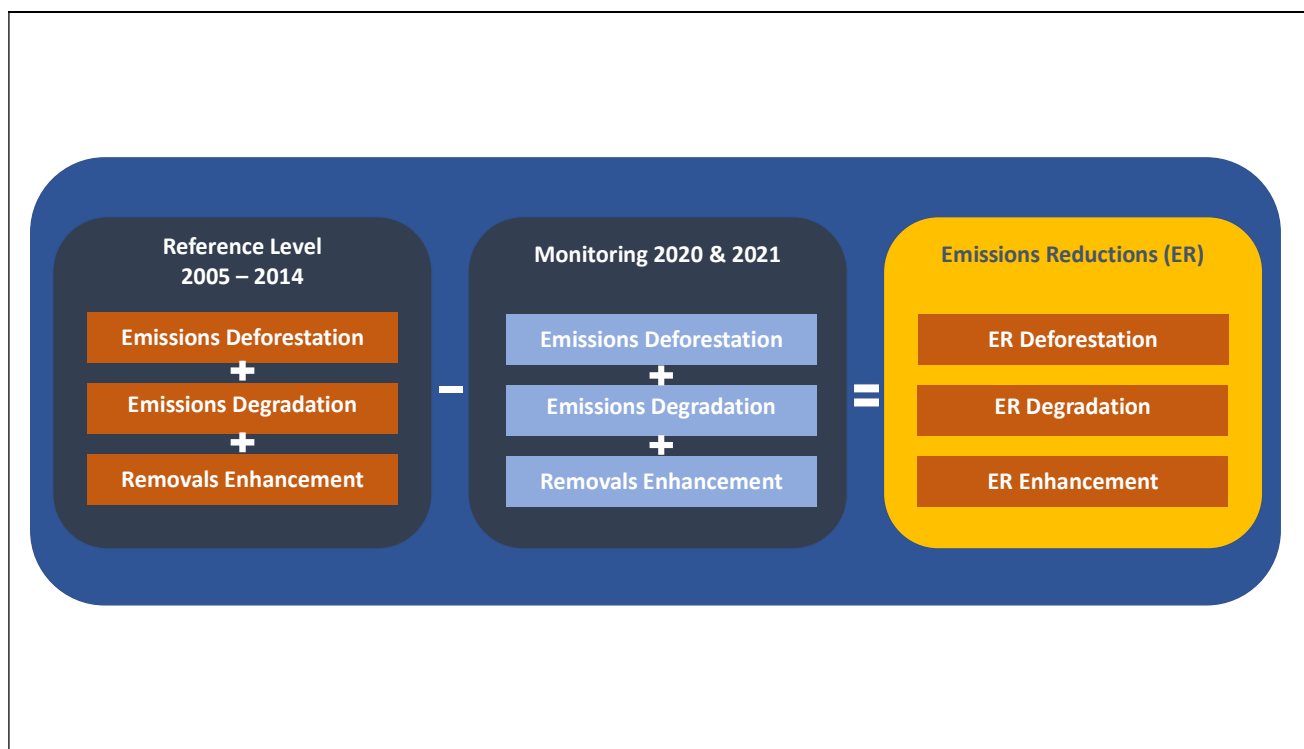 Reference Level
2005 – 2014
Emissions Deforestation
+
Emissions Degradation
+
Removals Enhancement
–
Monitoring 2020 & 2021
Emissions Deforestation
+
Emissions Degradation
+
Removals Enhancement
=
Emissions Reductions (ER)
ER Deforestation
ER Degradation
ER Enhancement